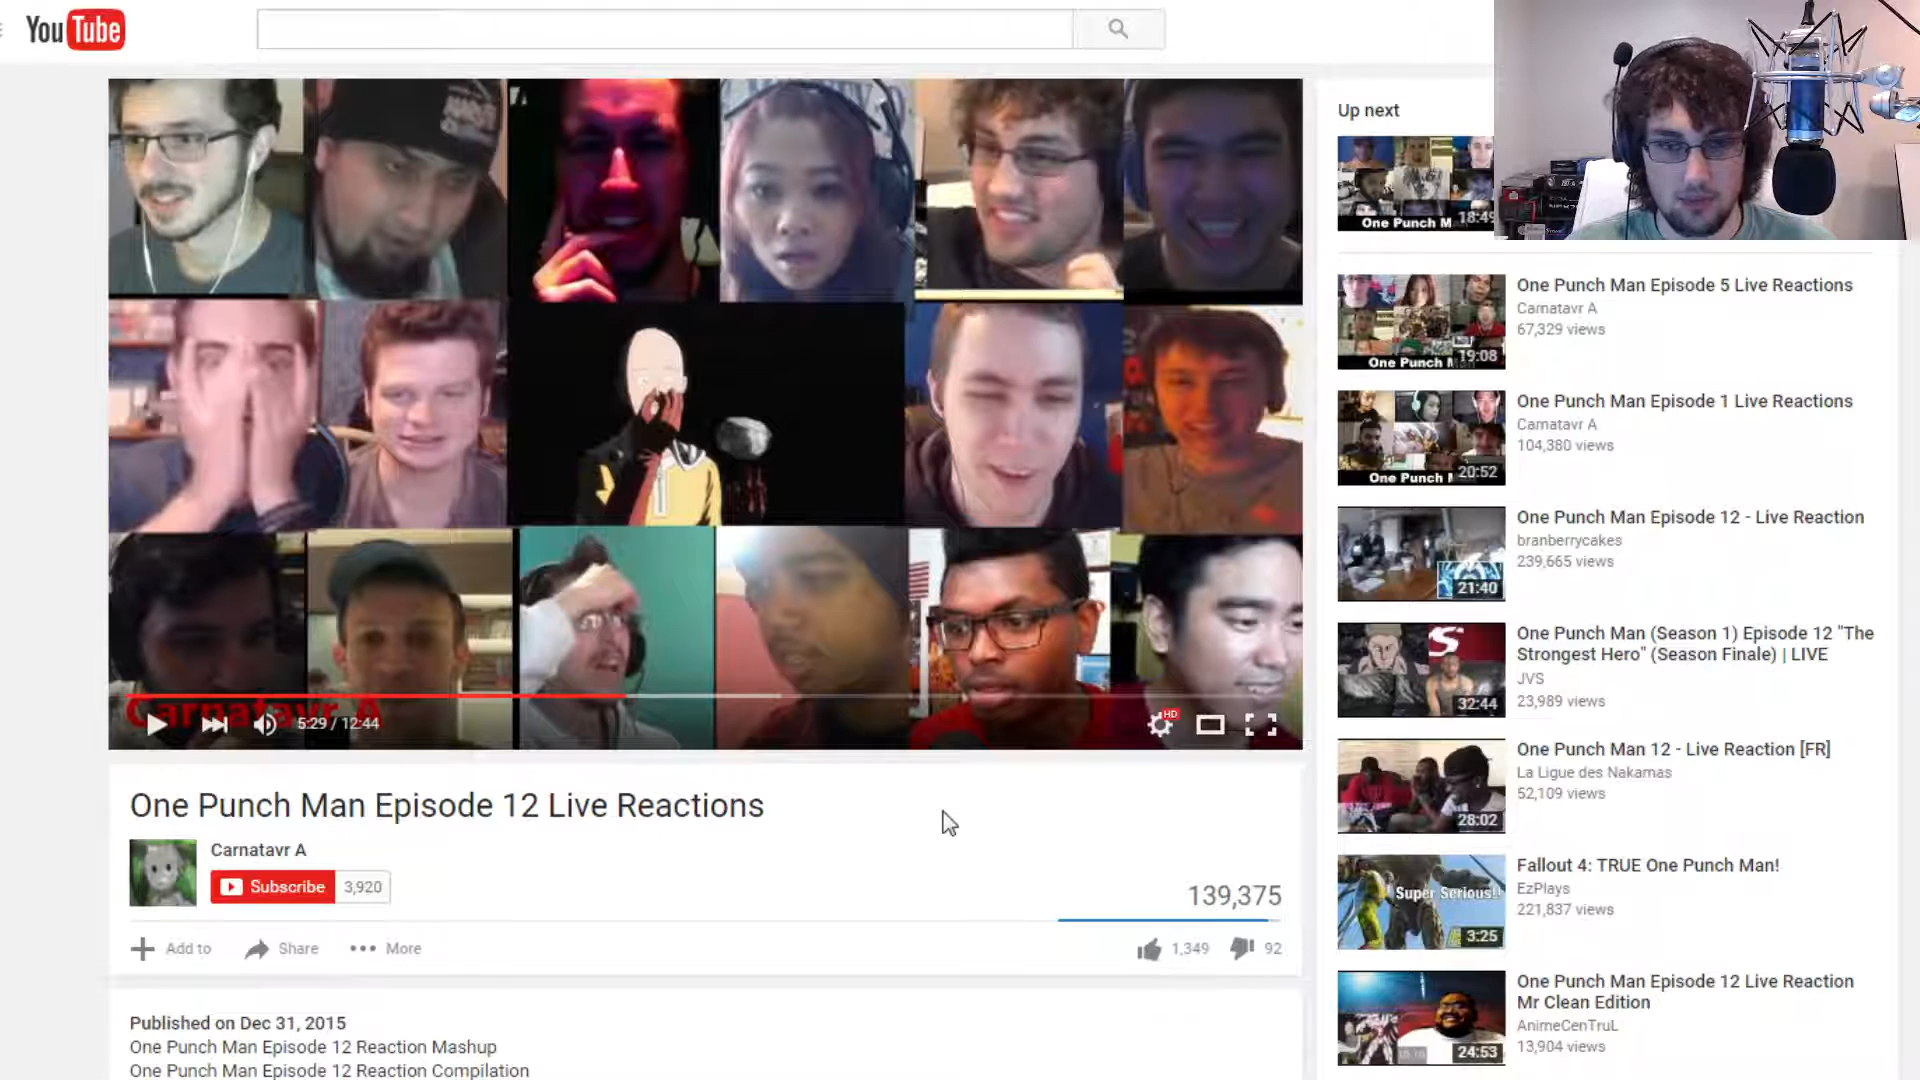 You Tube
Up next
18:49
One Punch M
One Punch Man Episode 5 Live Reactions
Carnatavr A
67,329 views
19:08
One Punch M
One Punch Man Episode 1 Live Reactions
Carnatavr A
104,380 views
20:52
One Punch
One Punch Man Episode 12 - Live Reaction
branberrycakes
239,665 views
21:40
One Punch Man (Season 1) Episode 12 "The
Strongest Hero" (Season Finale) | LIVE
JVS
23,989 views
32:44
One Punch Man 12 - Live Reaction [FR]
La Ligue des Nakamas
52,109 views
28:02
Fallout 4: TRUE One Punch Man!
EzPlays
221,837 views
Super Serious!!
3:25
One Punch Man Episode 12 Live Reaction
Mr Clean Edition
AnimeCenTruL
13,904 views
24:53
Carnatavr A
5:29 / 12:44
HD
One Punch Man Episode 12 Live Reactions
Carnatavr A
Subscribe 3,920
139,375
Add to Share More
1,349 92
Published on Dec 31, 2015
One Punch Man Episode 12 Reaction Mashup
One Punch Man Episode 12 Reaction Compilation